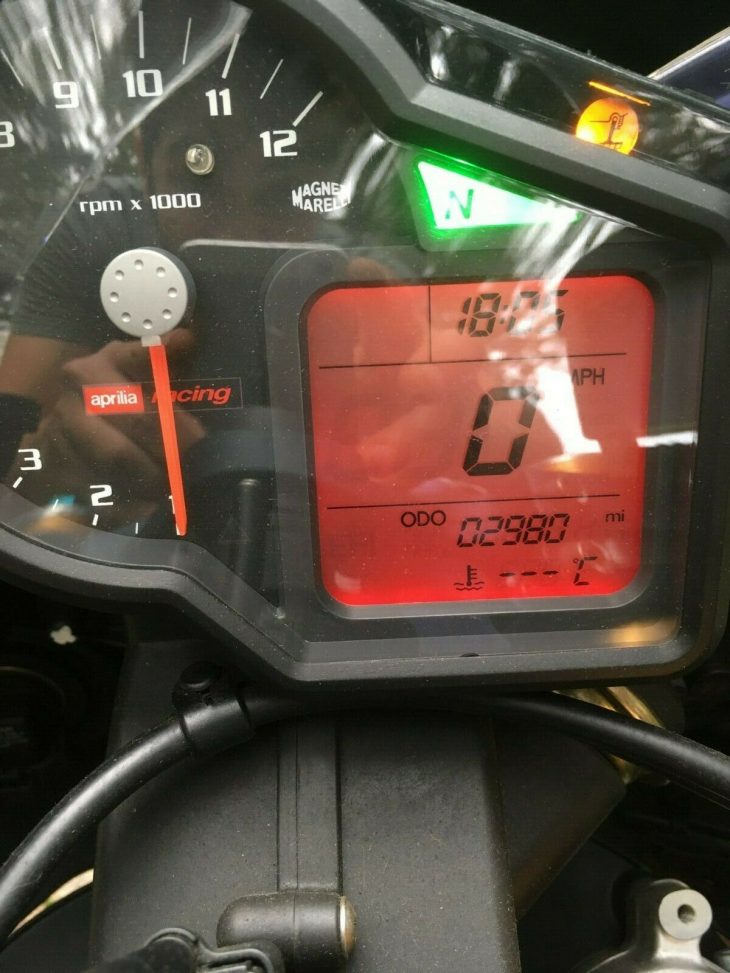 8 9 10 11 12
rpm x 1000
MAGNETI
MARELLI
N
18:05
MPH
0
aprilia racing
3 2 1
ODO 02980 mi
---°C